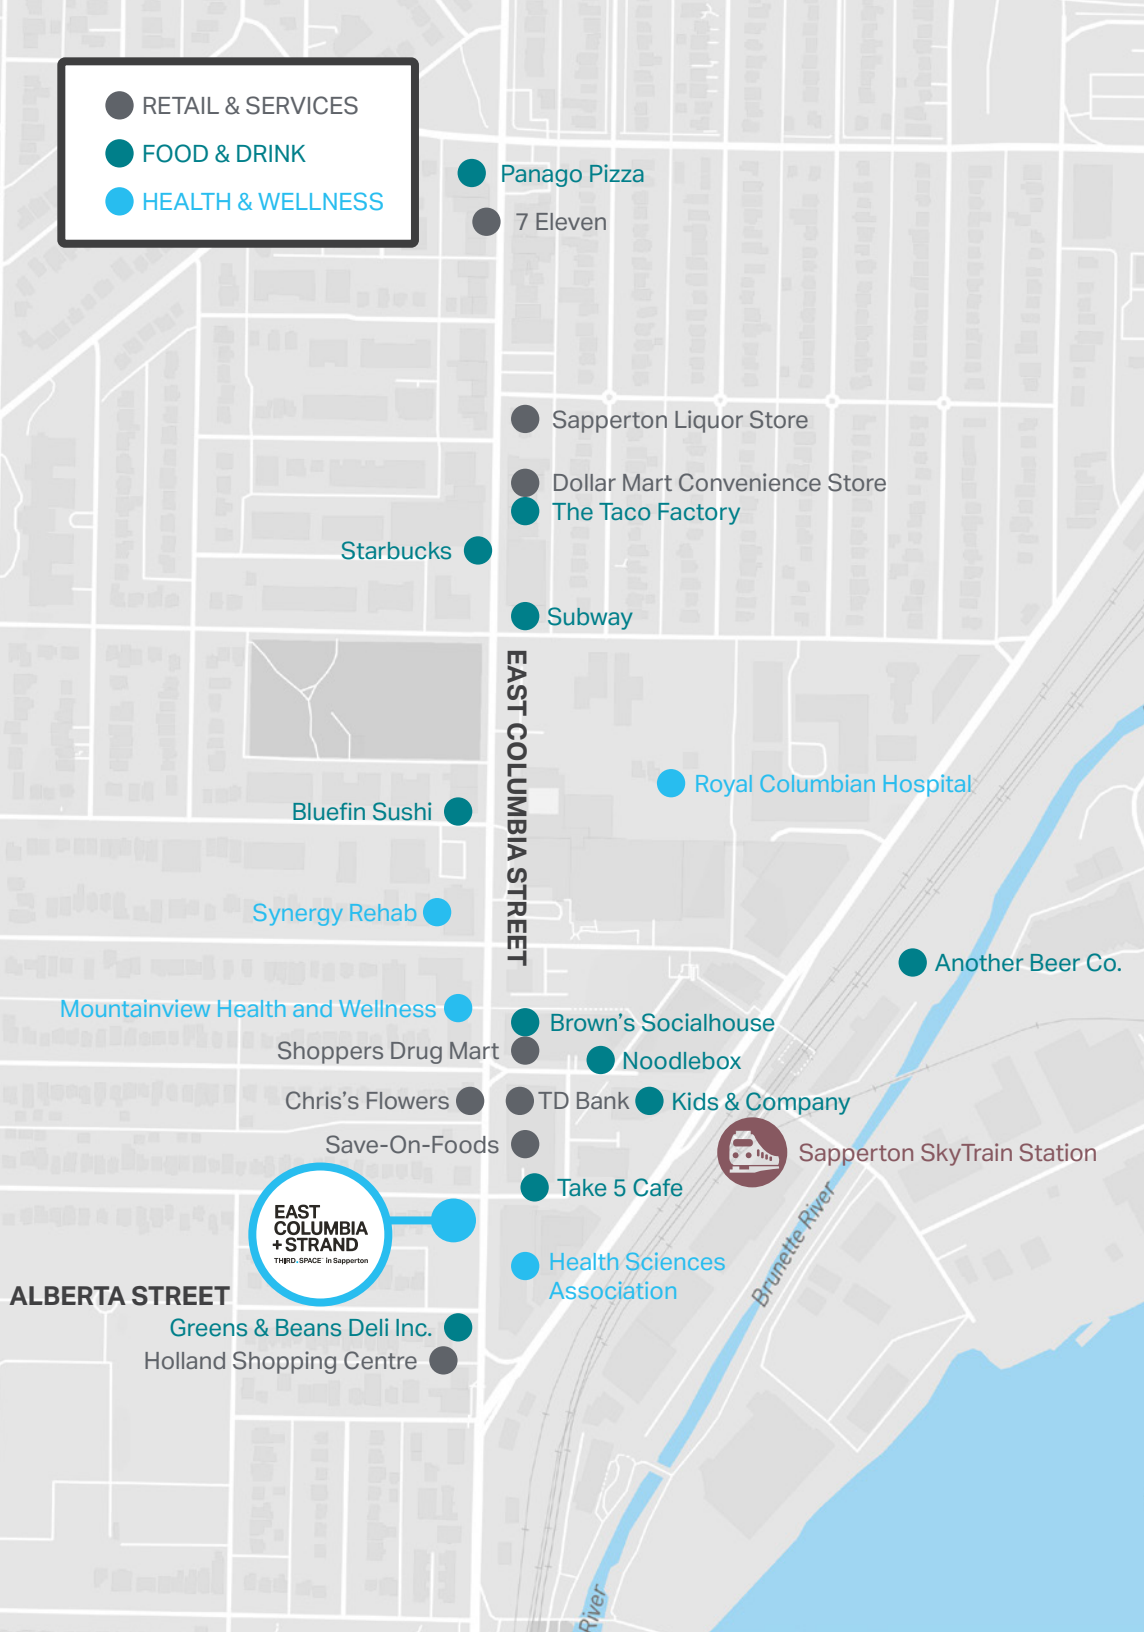 RETAIL & SERVICES
FOOD & DRINK
HEALTH & WELLNESS
Panago Pizza
7 Eleven
Sapperton Liquor Store
Dollar Mart Convenience Store
The Taco Factory
Starbucks
Subway
EAST COLUMBIA STREET
Royal Columbian Hospital
Bluefin Sushi
Synergy Rehab
Another Beer Co.
Mountainview Health and Wellness
Brown's Socialhouse
Shoppers Drug Mart
Noodlebox
Chris's Flowers
TD Bank
Kids & Company
Save-On-Foods
Sapperton SkyTrain Station
Take 5 Cafe
EAST
COLUMBIA
+ STRAND
THIRD.SPACE™ in Sapperton
Brunette River
Health Sciences
Association
ALBERTA STREET
Greens & Beans Deli Inc.
Holland Shopping Centre
River